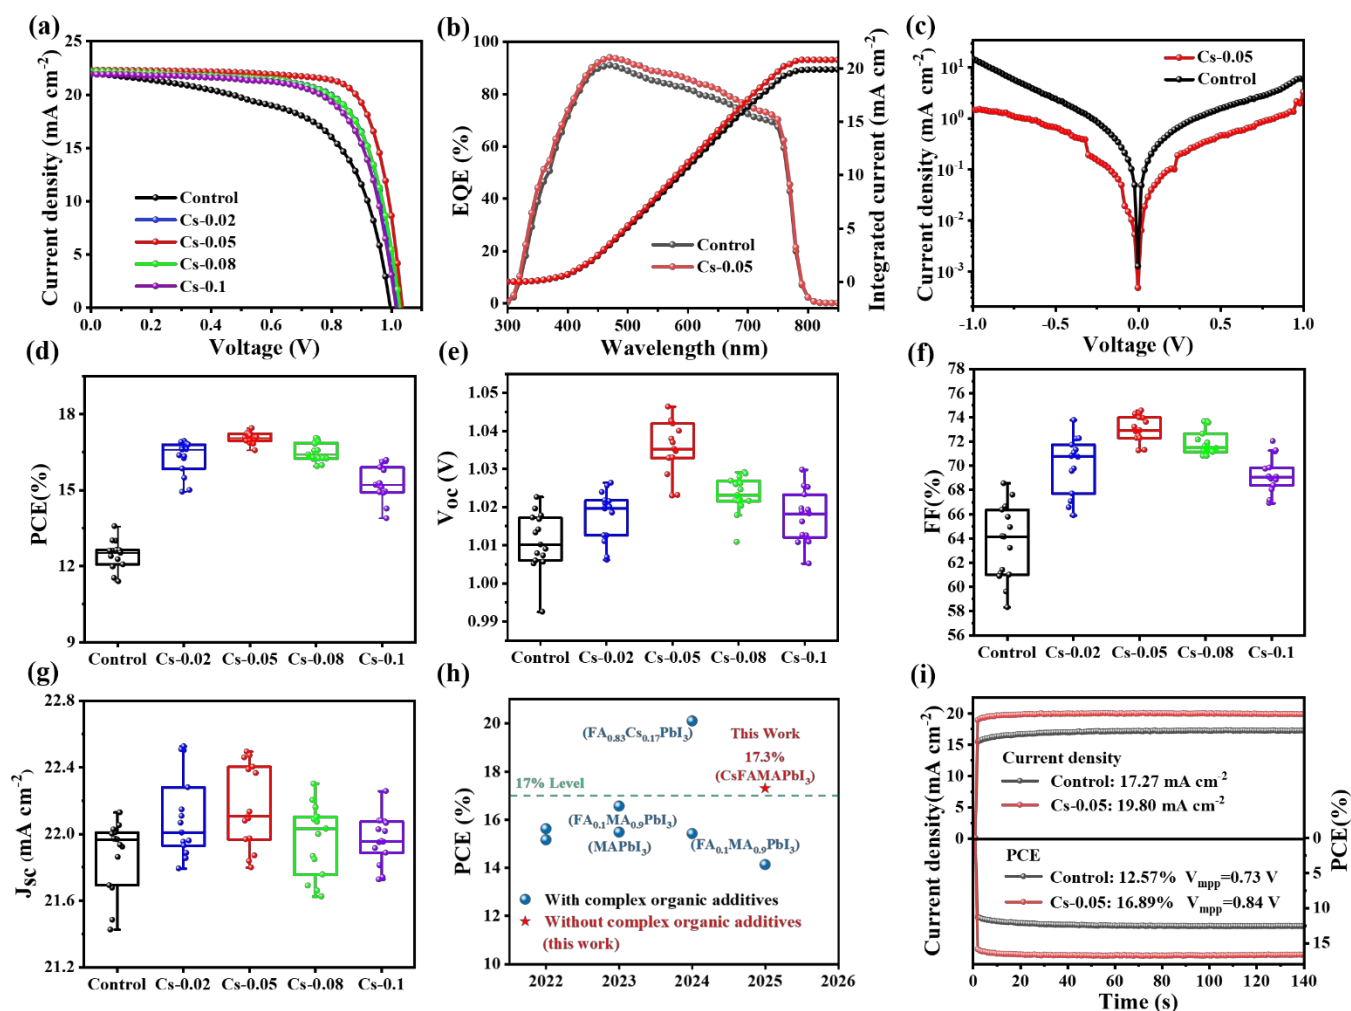 (a)
25
20
15
10
5
0
Current density (mA cm⁻²)
Control
Cs-0.02
Cs-0.05
Cs-0.08
Cs-0.1
0.0 0.2 0.4 0.6 0.8 1.0
Voltage (V)
(b)
100
80
60
40
20
0
EQE (%)
Control
Cs-0.05
20
15
10
5
0
Integrated current (mA cm⁻²)
300 400 500 600 700 800
Wavelength (nm)
(c)
10¹
10⁰
10⁻¹
10⁻²
10⁻³
Current density (mA cm⁻²)
Cs-0.05
Control
-1.0 -0.5 0.0 0.5 1.0
Voltage (V)
(d)
18
15
12
9
PCE(%)
Control Cs-0.02 Cs-0.05 Cs-0.08 Cs-0.1
(e)
1.05
1.04
1.03
1.02
1.01
1.00
0.99
Voc (V)
Control Cs-0.02 Cs-0.05 Cs-0.08 Cs-0.1
(f)
78
76
74
72
70
68
66
64
62
60
58
56
FF(%)
Control Cs-0.02 Cs-0.05 Cs-0.08 Cs-0.1
(g)
22.8
22.4
22.0
21.6
21.2
Jsc (mA cm⁻²)
Control Cs-0.02 Cs-0.05 Cs-0.08 Cs-0.1
(h)
20
18
16
14
12
10
PCE (%)
(FA₀.₈₃Cs₀.₁₇PbI₃)
This Work
17.3%
(CsFAMAPbI₃)
17% Level
(FA₀.₁MA₀.₉PbI₃)
(MAPbI₃)
(FA₀.₁MA₀.₉PbI₃)
With complex organic additives
Without complex organic additives
(this work)
2022 2023 2024 2025 2026
(i)
25
20
15
10
5
0
Current density(mA cm⁻²)
Current density
Control: 17.27 mA cm⁻²
Cs-0.05: 19.80 mA cm⁻²
PCE
Control: 12.57% Vmpp=0.73 V
Cs-0.05: 16.89% Vmpp=0.84 V
0
5
10
15
PCE(%)
0 20 40 60 80 100 120 140
Time (s)